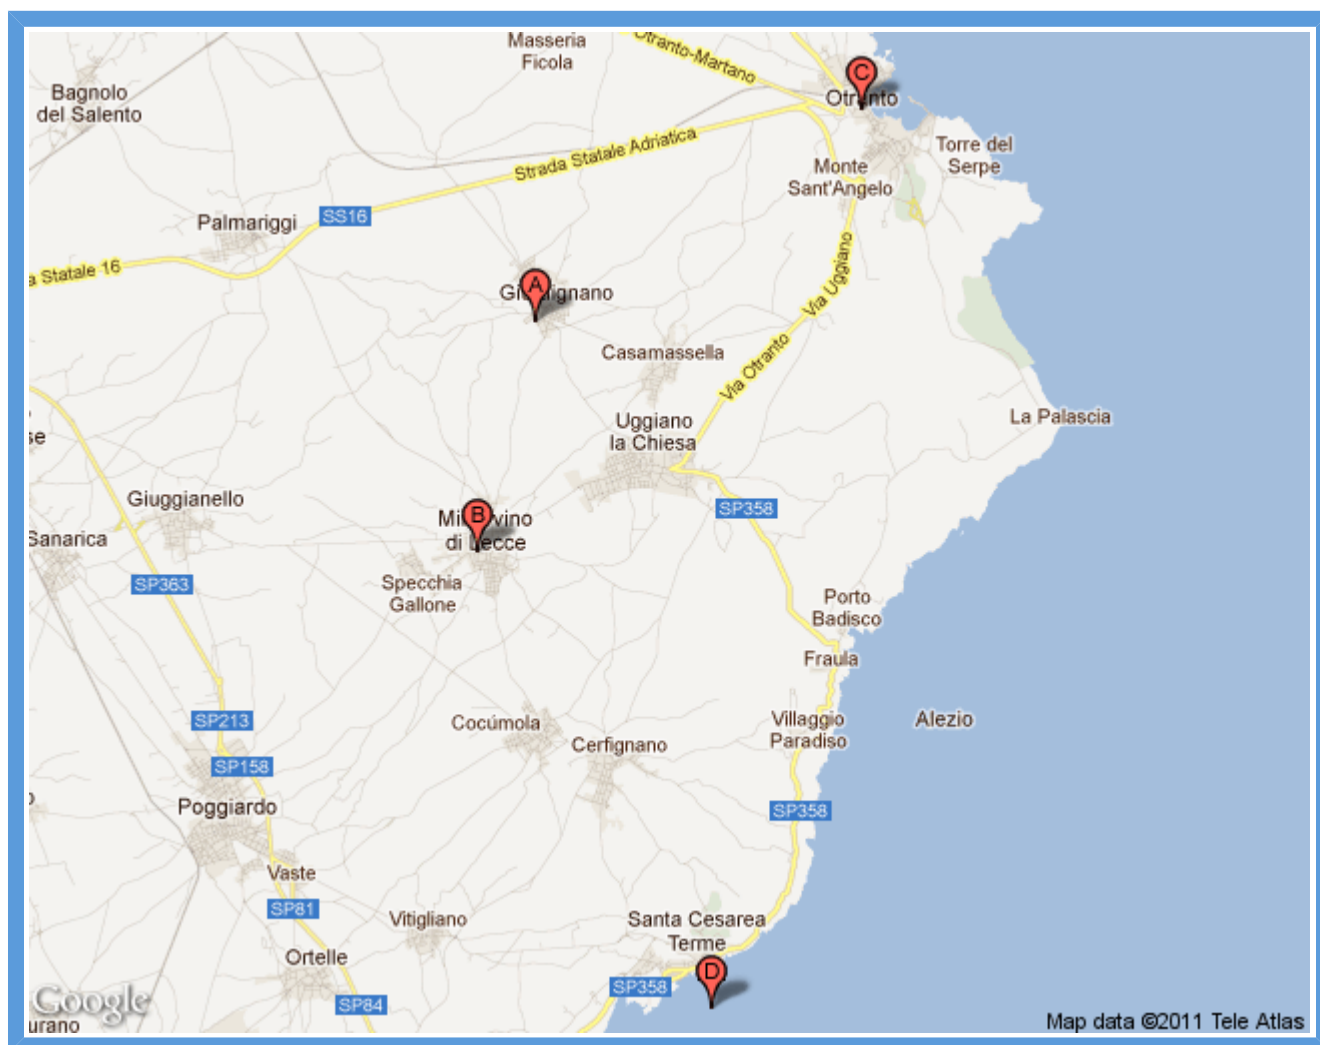 Masseria
Ficola
Otranto-Martano
C
Otranto
Bagnolo
del Salento
Strada Statale Adriatica
Torre del
Serpe
Monte
Sant'Angelo
Palmariggi
SS16
a Statale 16
Via Uggiano
A
Casamassella
Via Otranto
Uggiano
la Chiesa
La Palascia
se
Giuggianello
SP358
B
di Lecce
Sanarica
SP363
Specchia
Gallone
Porto
Badisco
Fraula
SP213
Cocúmola
Villaggio
Paradiso
Alezio
Cerfignano
SP158
Poggiardo
SP358
Vaste
SP81
Vitigliano
Santa Cesarea
Terme
Ortelle
D
SP358
Google
SP84
urano
Map data ©2011 Tele Atlas